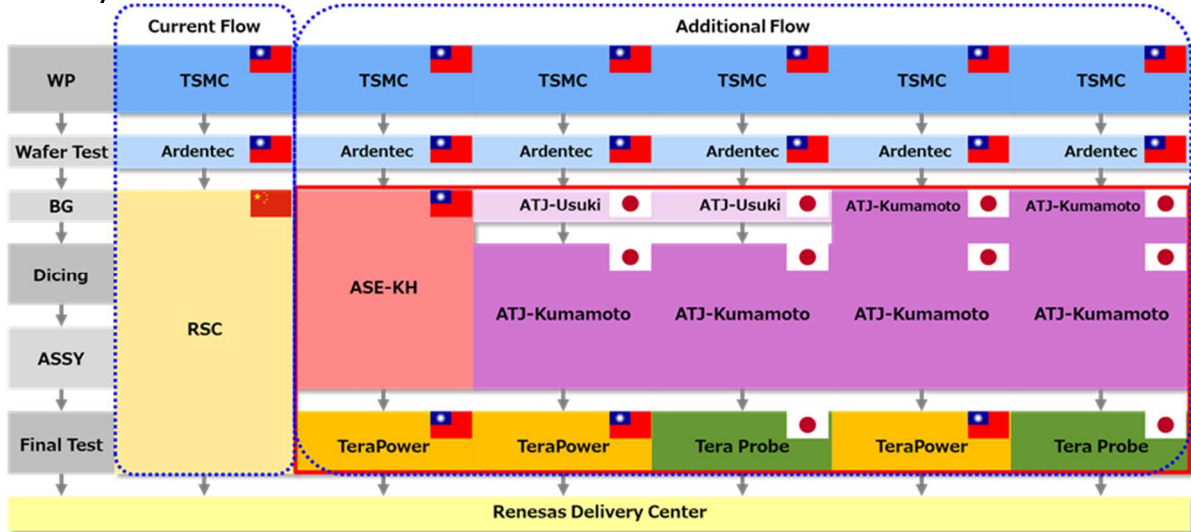 Current Flow Additional Flow
WP TSMC TSMC TSMC TSMC TSMC TSMC
Wafer Test Ardentec Ardentec Ardentec Ardentec Ardentec Ardentec
BG ATJ-Usuki ATJ-Usuki ATJ-Kumamoto ATJ-Kumamoto
Dicing
ASE-KH
ATJ-Kumamoto ATJ-Kumamoto ATJ-Kumamoto ATJ-Kumamoto
RSC
ASSY
Final Test TeraPower TeraPower Tera Probe TeraPower Tera Probe
Renesas Delivery Center